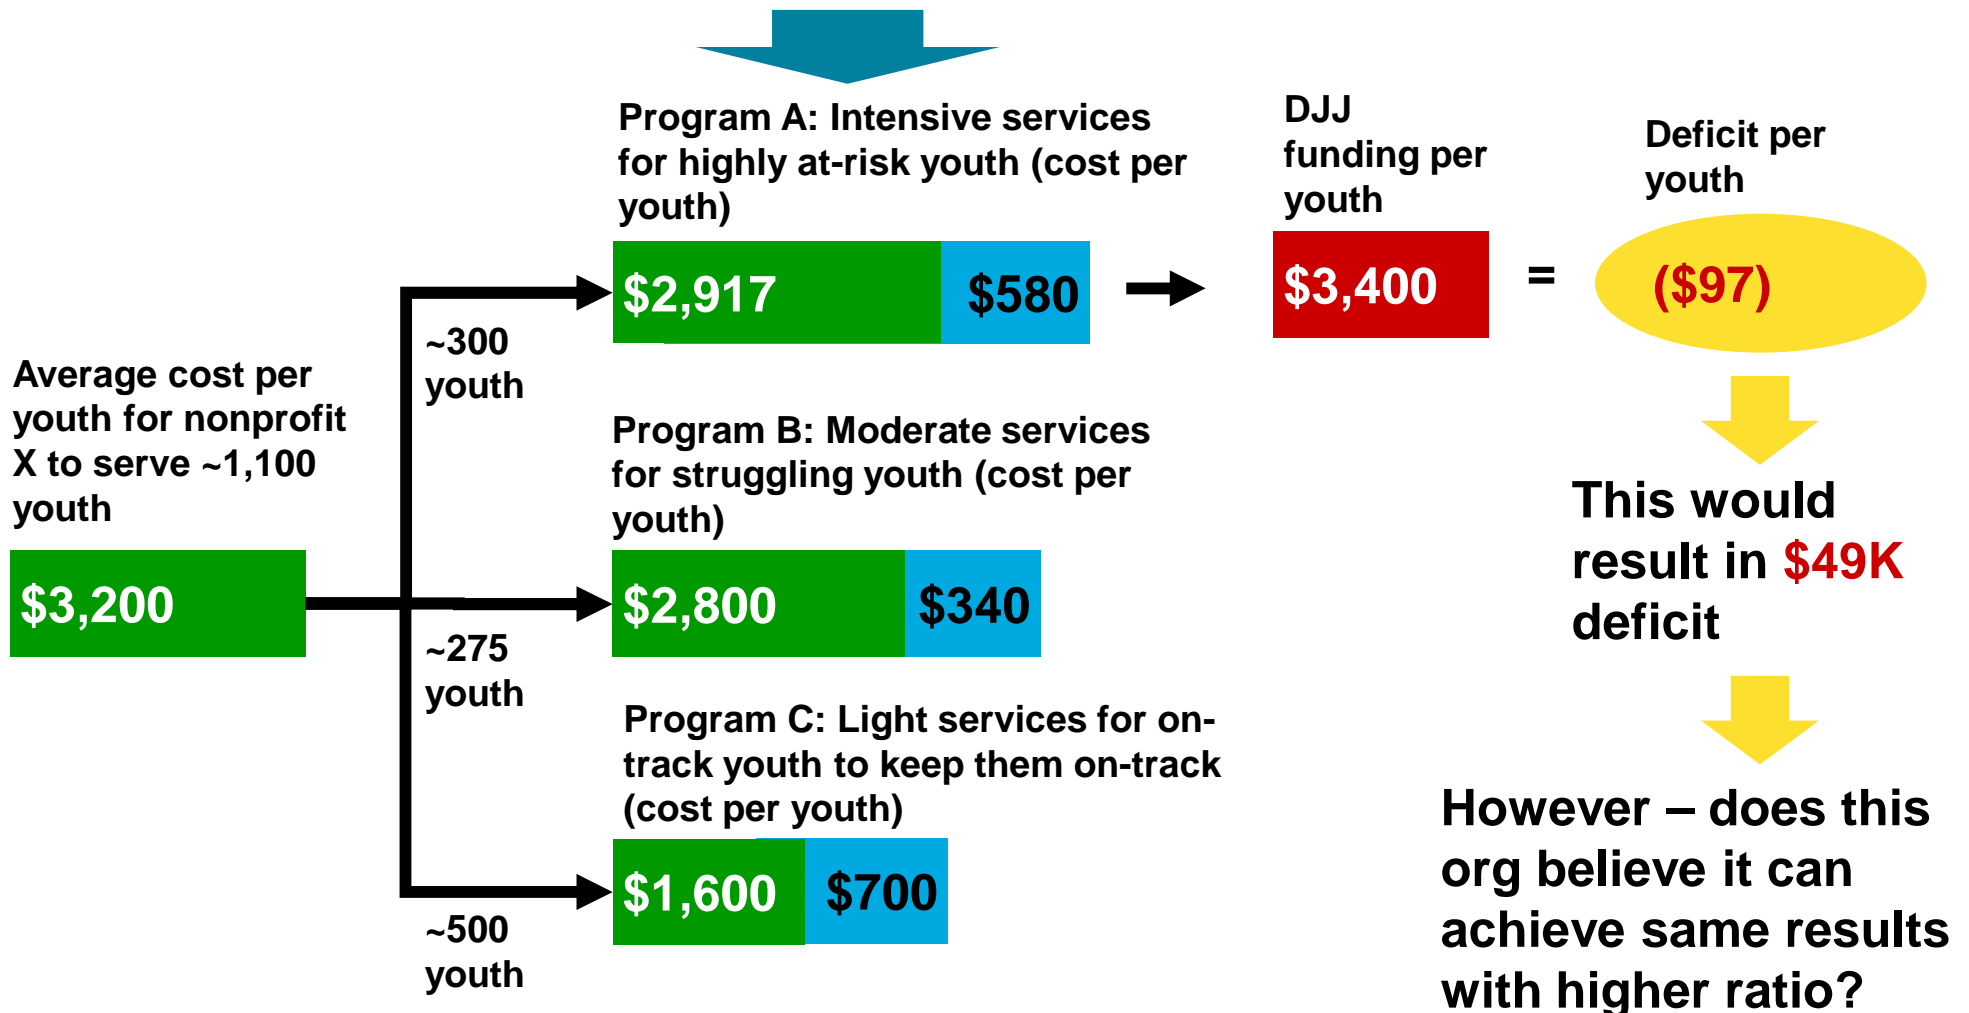 Average cost per
youth for nonprofit
X to serve ~1,100
youth
$3,200
~300
youth
~275
youth
~500
youth
Program A: Intensive services
for highly at-risk youth (cost per
youth)
$2,917
$580
Program B: Moderate services
for struggling youth (cost per
youth)
$2,800
$340
Program C: Light services for on-
track youth to keep them on-track
(cost per youth)
$1,600
$700
DJJ
funding per
youth
$3,400
=
Deficit per
youth
($97)
This would
result in $49K
deficit
However – does this
org believe it can
achieve same results
with higher ratio?